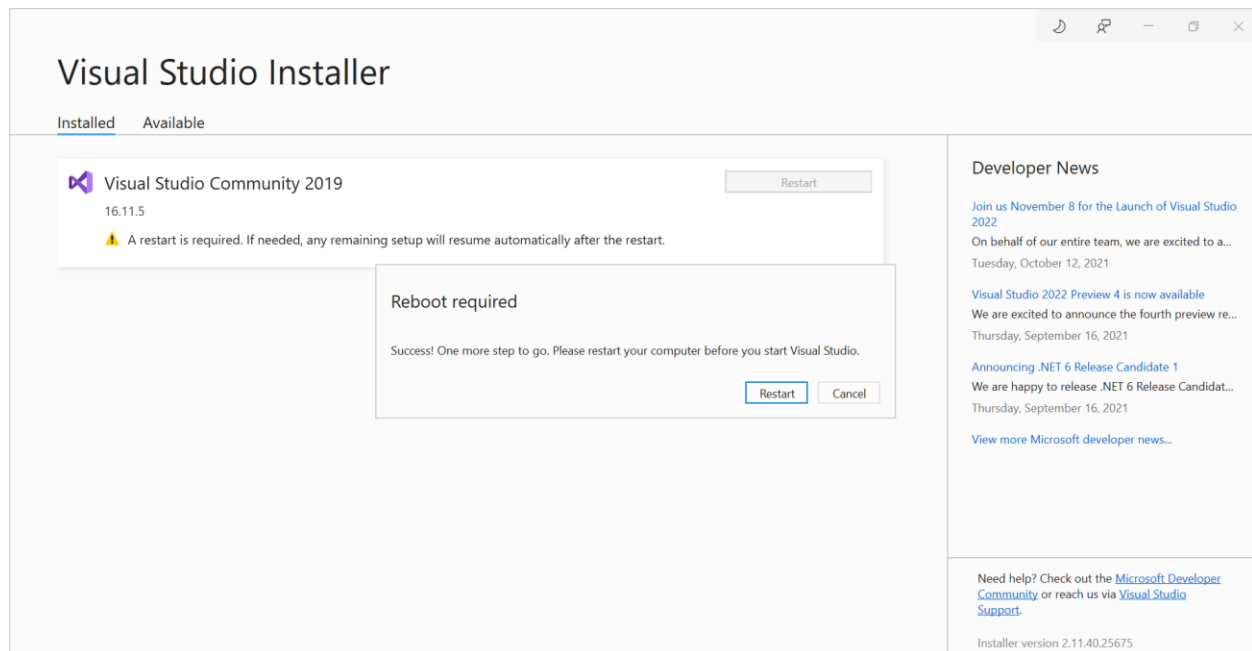 Visual Studio Installer
Installed Available
Visual Studio Community 2019
Restart
16.11.5
A restart is required. If needed, any remaining setup will resume automatically after the restart.
Reboot required
Success! One more step to go. Please restart your computer before you start Visual Studio.
Restart Cancel
Developer News
Join us November 8 for the Launch of Visual Studio
2022
On behalf of our entire team, we are excited to a...
Tuesday, October 12, 2021
Visual Studio 2022 Preview 4 is now available
We are excited to announce the fourth preview re...
Thursday, September 16, 2021
Announcing .NET 6 Release Candidate 1
We are happy to release .NET 6 Release Candidat...
Thursday, September 16, 2021
View more Microsoft developer news...
Need help? Check out the Microsoft Developer
Community or reach us via Visual Studio
Support.
Installer version 2.11.40.25675